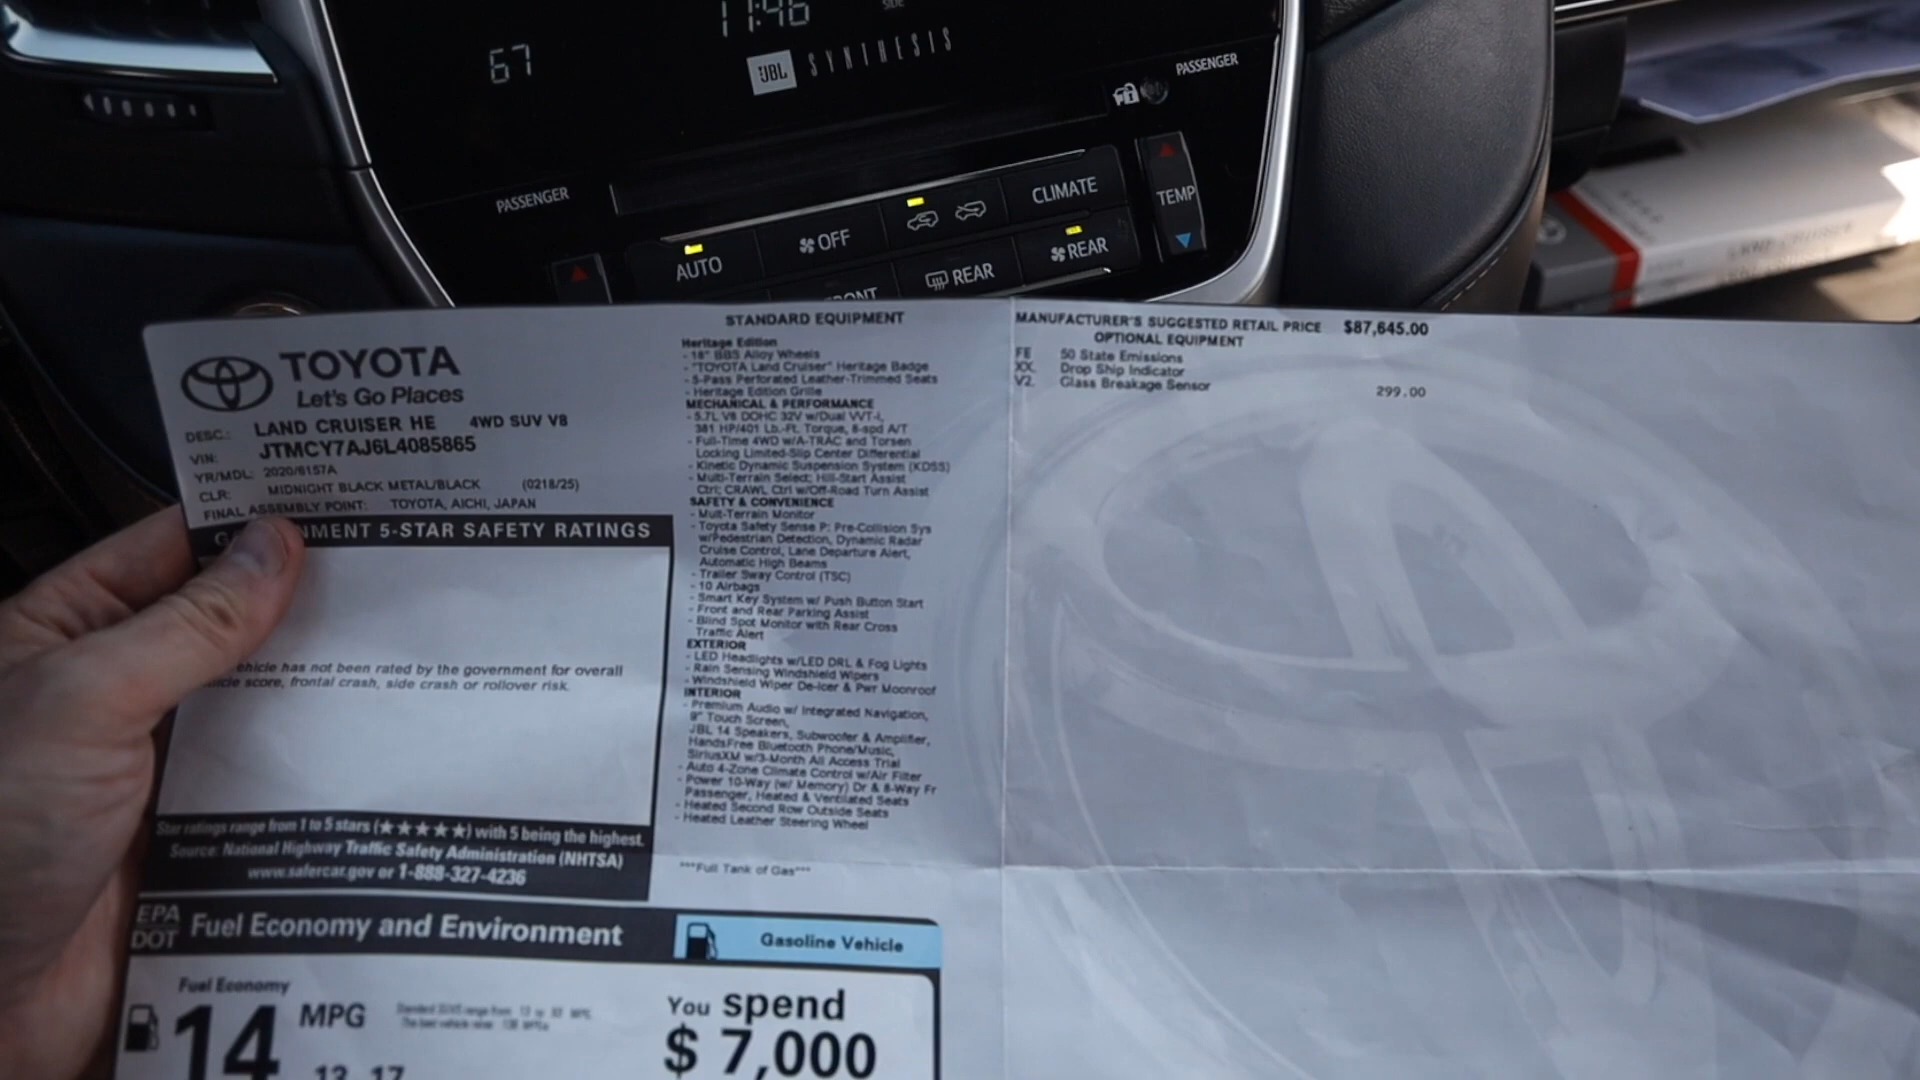 11:46
SIDE
67
JBL SYNTHESIS
PASSENGER
PASSENGER
CLIMATE
TEMP
OFF
AUTO
REAR
REAR
LAND CRUISER
TOYOTA
Let's Go Places
DESC.: LAND CRUISER HE 4WD SUV V8
VIN: JTMCY7AJ6L4085865
YR/MDL: 2020/6157A
CLR: MIDNIGHT BLACK METAL/BLACK (0218/25)
FINAL ASSEMBLY POINT: TOYOTA, AICHI, JAPAN
NMENT 5-STAR SAFETY RATINGS
ehicle has not been rated by the government for overall
icle score, frontal crash, side crash or rollover risk.
Star ratings range from 1 to 5 stars (★★★★★) with 5 being the highest.
Source: National Highway Traffic Safety Administration (NHTSA)
www.safercar.gov or 1-888-327-4236
STANDARD EQUIPMENT
Heritage Edition
- 18" BBS Alloy Wheels
- "TOYOTA Land Cruiser" Heritage Badge
- 5-Pass Perforated Leather-Trimmed Seats
- Heritage Edition Grille
MECHANICAL & PERFORMANCE
- 5.7L V8 DOHC 32V w/Dual VVT-i,
381 HP/401 Lb.-Ft. Torque, 8-spd A/T
- Full-Time 4WD w/A-TRAC and Torsen
Locking Limited-Slip Center Differential
- Kinetic Dynamic Suspension System (KDSS)
- Multi-Terrain Select; Hill-Start Assist
Ctrl; CRAWL Ctrl w/Off-Road Turn Assist
SAFETY & CONVENIENCE
- Mult-Terrain Monitor
- Toyota Safety Sense P: Pre-Collision Sys
w/Pedestrian Detection, Dynamic Radar
Cruise Control, Lane Departure Alert,
Automatic High Beams
- Trailer Sway Control (TSC)
- 10 Airbags
- Smart Key System w/ Push Button Start
- Front and Rear Parking Assist
- Blind Spot Monitor with Rear Cross
Traffic Alert
EXTERIOR
- LED Headlights w/LED DRL & Fog Lights
- Rain Sensing Windshield Wipers
- Windshield Wiper De-Icer & Pwr Moonroof
INTERIOR
- Premium Audio w/ Integrated Navigation,
9" Touch Screen,
JBL 14 Speakers, Subwoofer & Amplifier,
HandsFree Bluetooth Phone/Music,
SiriusXM w/3-Month All Access Trial
- Auto 4-Zone Climate Control w/Air Filter
- Power 10-Way (w/ Memory) Dr & 8-Way Fr
Passenger, Heated & Ventilated Seats
- Heated Second Row Outside Seats
- Heated Leather Steering Wheel
***Full Tank of Gas***
MANUFACTURER'S SUGGESTED RETAIL PRICE $87,645.00
OPTIONAL EQUIPMENT
FE 50 State Emissions
XX. Drop Ship Indicator
V2. Glass Breakage Sensor 299.00
EPA
DOT
Fuel Economy and Environment
Gasoline Vehicle
Fuel Economy
14 MPG
13 17
You spend
$7,000